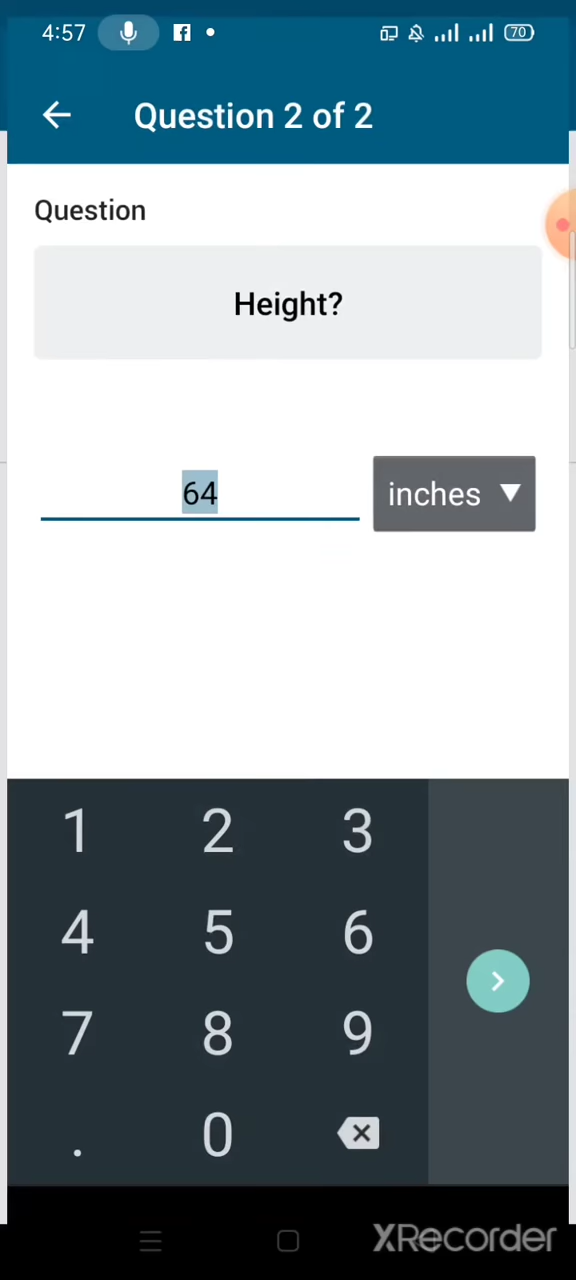 4:57
70
Question 2 of 2
Question
Height?
64
inches
1 2 3
4 5 6
7 8 9
. 0
XRecorder